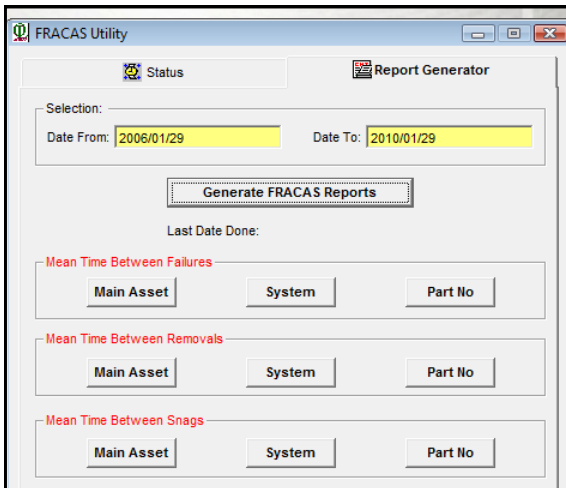 FRACAS Utility
Status
Report Generator
Selection:
Date From: 2006/01/29 Date To: 2010/01/29
Generate FRACAS Reports
Last Date Done:
Mean Time Between Failures
Main Asset System Part No
Mean Time Between Removals
Main Asset System Part No
Mean Time Between Snags
Main Asset System Part No